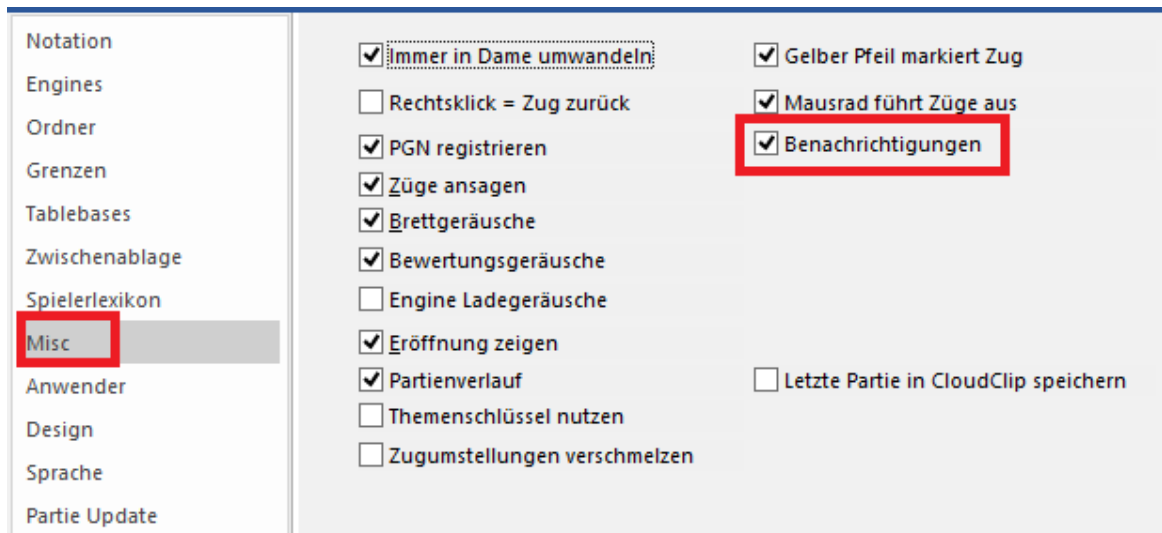 Notation
Engines
Ordner
Grenzen
Tablebases
Zwischenablage
Spielerlexikon
Misc
Anwender
Design
Sprache
Partie Update
Immer in Dame umwandeln
Rechtsklick = Zug zurück
PGN registrieren
Züge ansagen
Brettgeräusche
Bewertungsgeräusche
Engine Ladegeräusche
Eröffnung zeigen
Partienverlauf
Themenschlüssel nutzen
Zugumstellungen verschmelzen
Gelber Pfeil markiert Zug
Mausrad führt Züge aus
Benachrichtigungen
Letzte Partie in CloudClip speichern